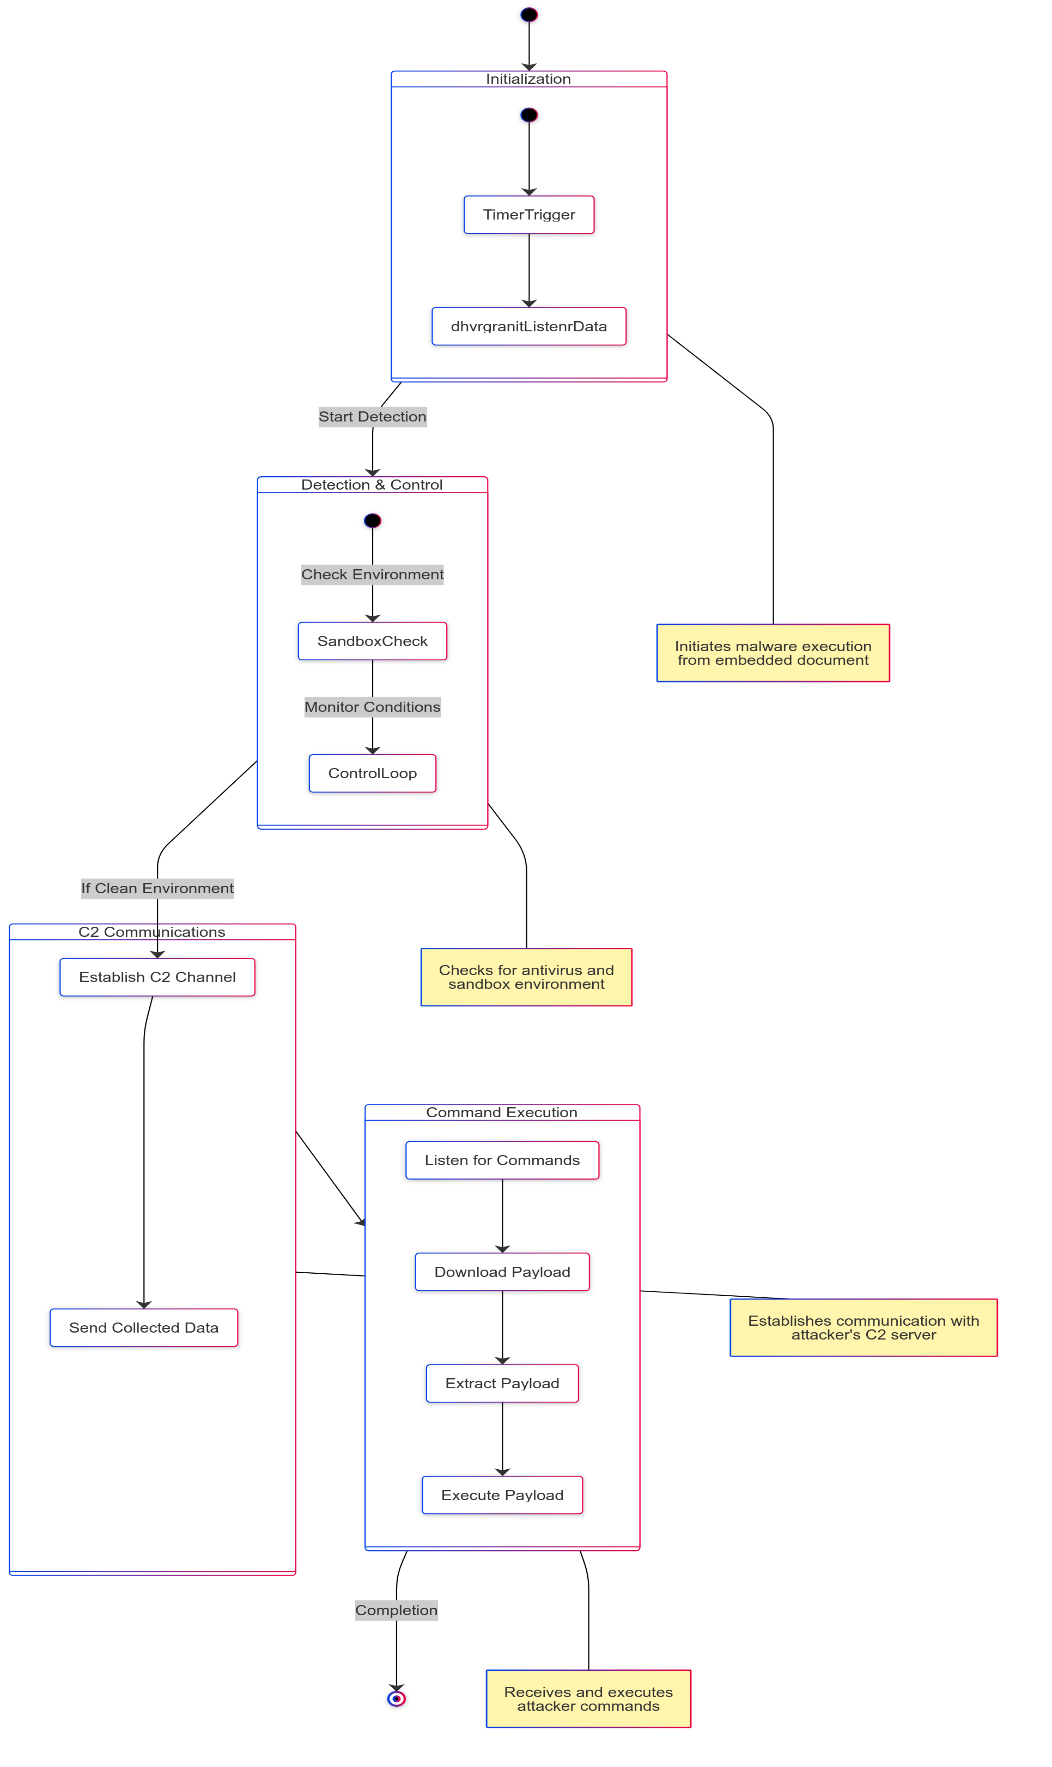 Initialization
TimerTrigger
dhvrgranitListenrData
Start Detection
Detection & Control
Check Environment
SandboxCheck
Monitor Conditions
ControlLoop
Initiates malware execution
from embedded document
If Clean Environment
C2 Communications
Establish C2 Channel
Send Collected Data
Checks for antivirus and
sandbox environment
Command Execution
Listen for Commands
Download Payload
Extract Payload
Execute Payload
Establishes communication with
attacker's C2 server
Completion
Receives and executes
attacker commands